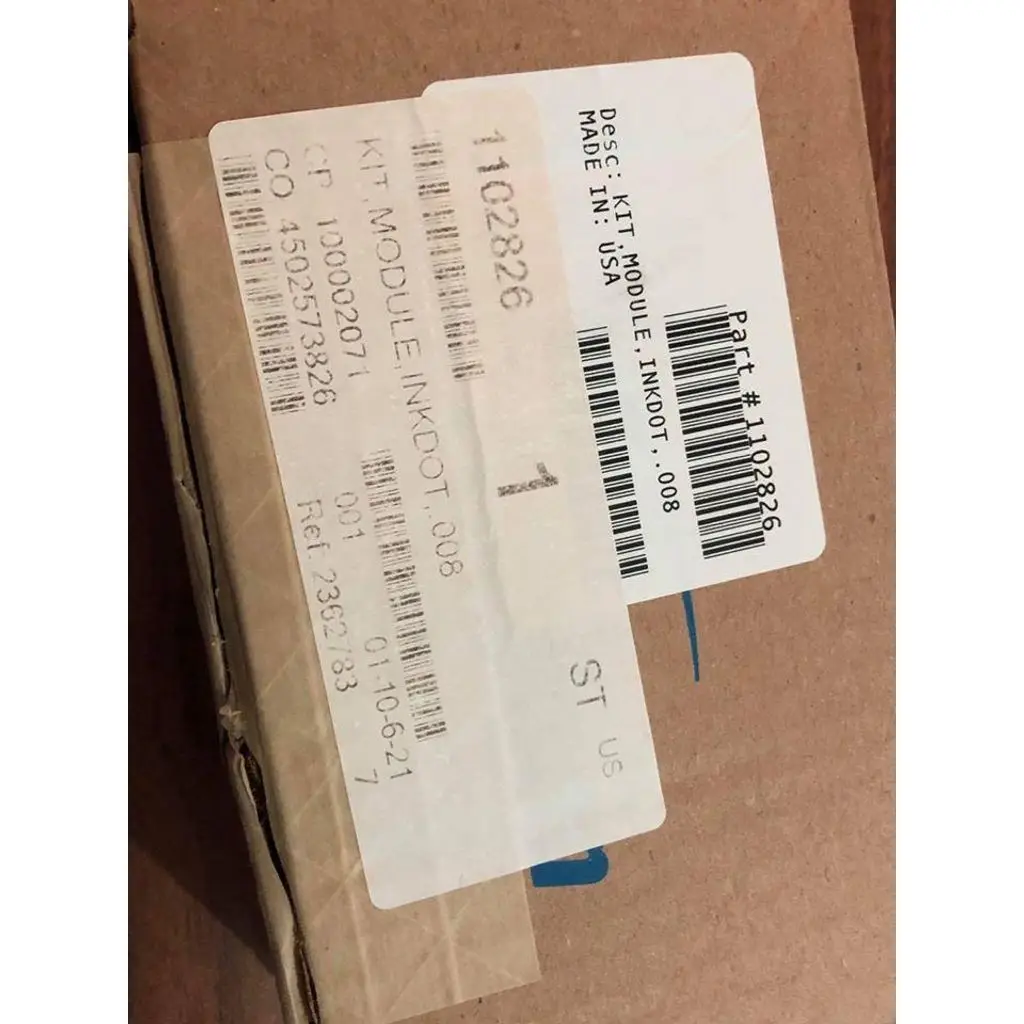 Part # 1102826
Desc: KIT,MODULE,INKDOT,.008
MADE IN: USA
1102826
1
ST
US
KIT,MODULE,INKDOT,.008
CP 100002071
001
01-10-6-21
7
CO 4502573826
Ref. 2362783